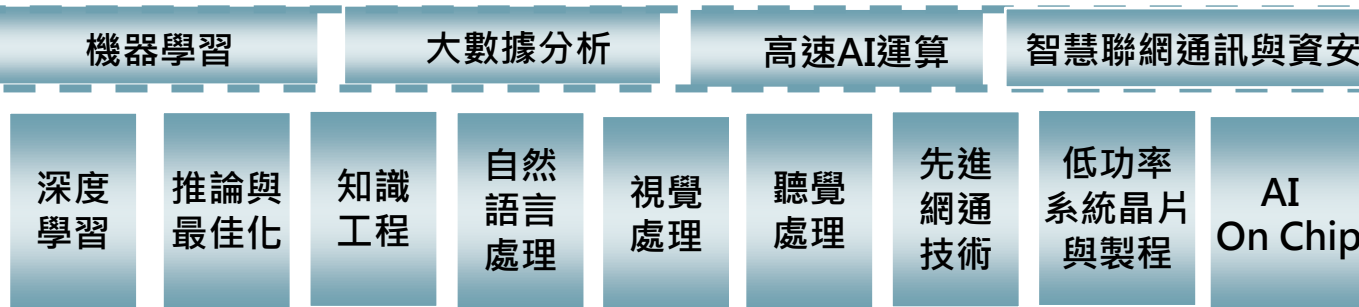 機器學習
大數據分析
高速AI運算
智慧聯網通訊與資安
深度
學習
推論與
最佳化
知識
工程
自然
語言
處理
視覺
處理
聽覺
處理
先進
網通
技術
低功率
系統晶片
與製程
AI
On Chip